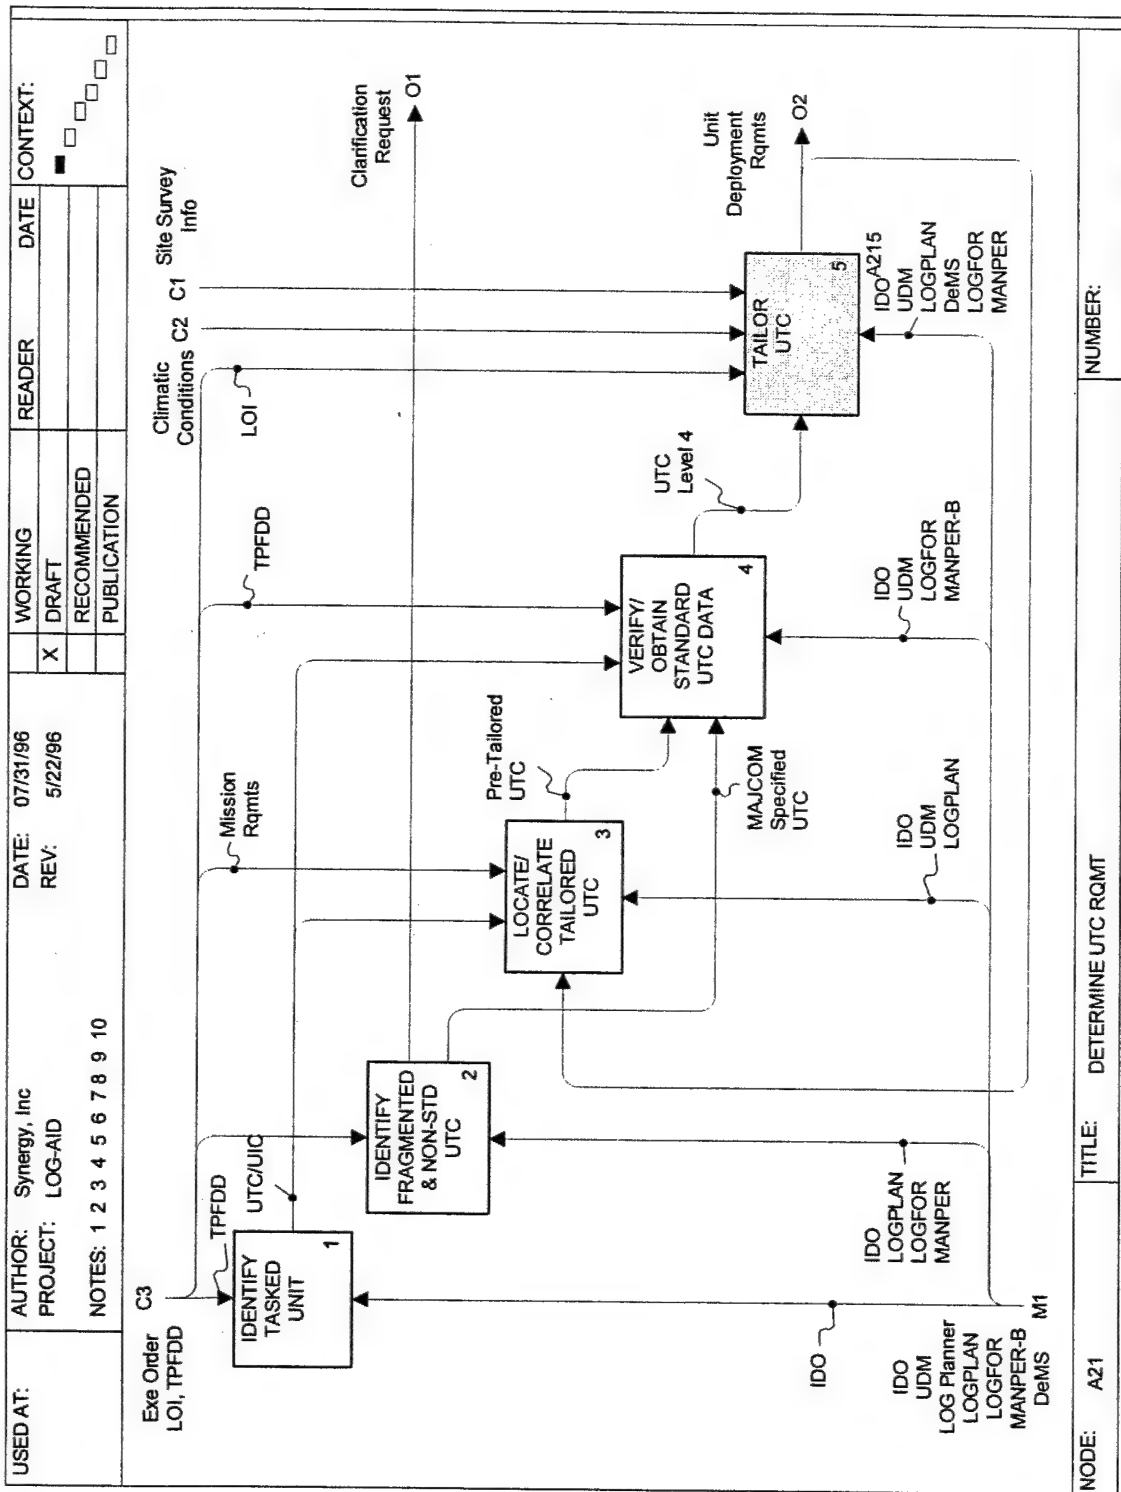 USED AT:
AUTHOR: Synergy, Inc
PROJECT: LOG-AID
NOTES: 1 2 3 4 5 6 7 8 9 10
DATE: 07/31/96
REV: 5/22/96
WORKING
X DRAFT
RECOMMENDED
PUBLICATION
READER DATE
CONTEXT:
C3
Exe Order
LOI, TPFDD
Climatic
Conditions
C2
C1
Site Survey
Info
TPFDD
UTC/UIC
Mission
Rqmts
TPFDD
LOI
Clarification
Request
O1
IDENTIFY
TASKED
UNIT
1
IDENTIFY
FRAGMENTED
& NON-STD
UTC
2
LOCATE/
CORRELATE
TAILORED
UTC
3
Pre-Tailored
UTC
MAJCOM
Specified
UTC
VERIFY/
OBTAIN
STANDARD
UTC DATA
4
UTC
Level 4
TAILOR
UTC
5
A215
Unit
Deployment
Rqmts
O2
IDO
IDO
LOGPLAN
LOGFOR
MANPER
IDO
UDM
LOGPLAN
IDO
UDM
LOGFOR
MANPER-B
IDO
UDM
LOGPLAN
DeMS
LOGFOR
MANPER
IDO
UDM
LOG Planner
LOGPLAN
LOGFOR
MANPER-B
DeMS
M1
NODE: A21
TITLE: DETERMINE UTC RQMT
NUMBER: